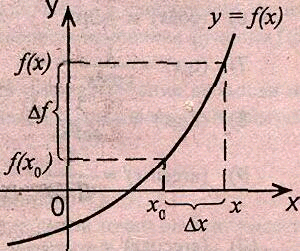 y
y = f(x)
f(x)
Δf
f(x₀)
0
x₀
Δx
x
X